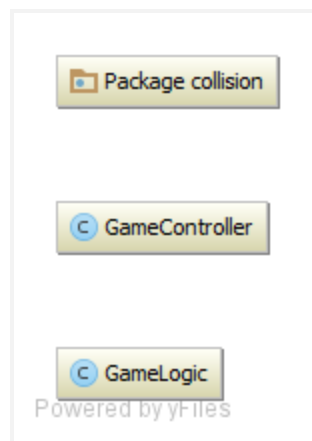 Package collision
C GameController
C GameLogic
Powered by yFiles